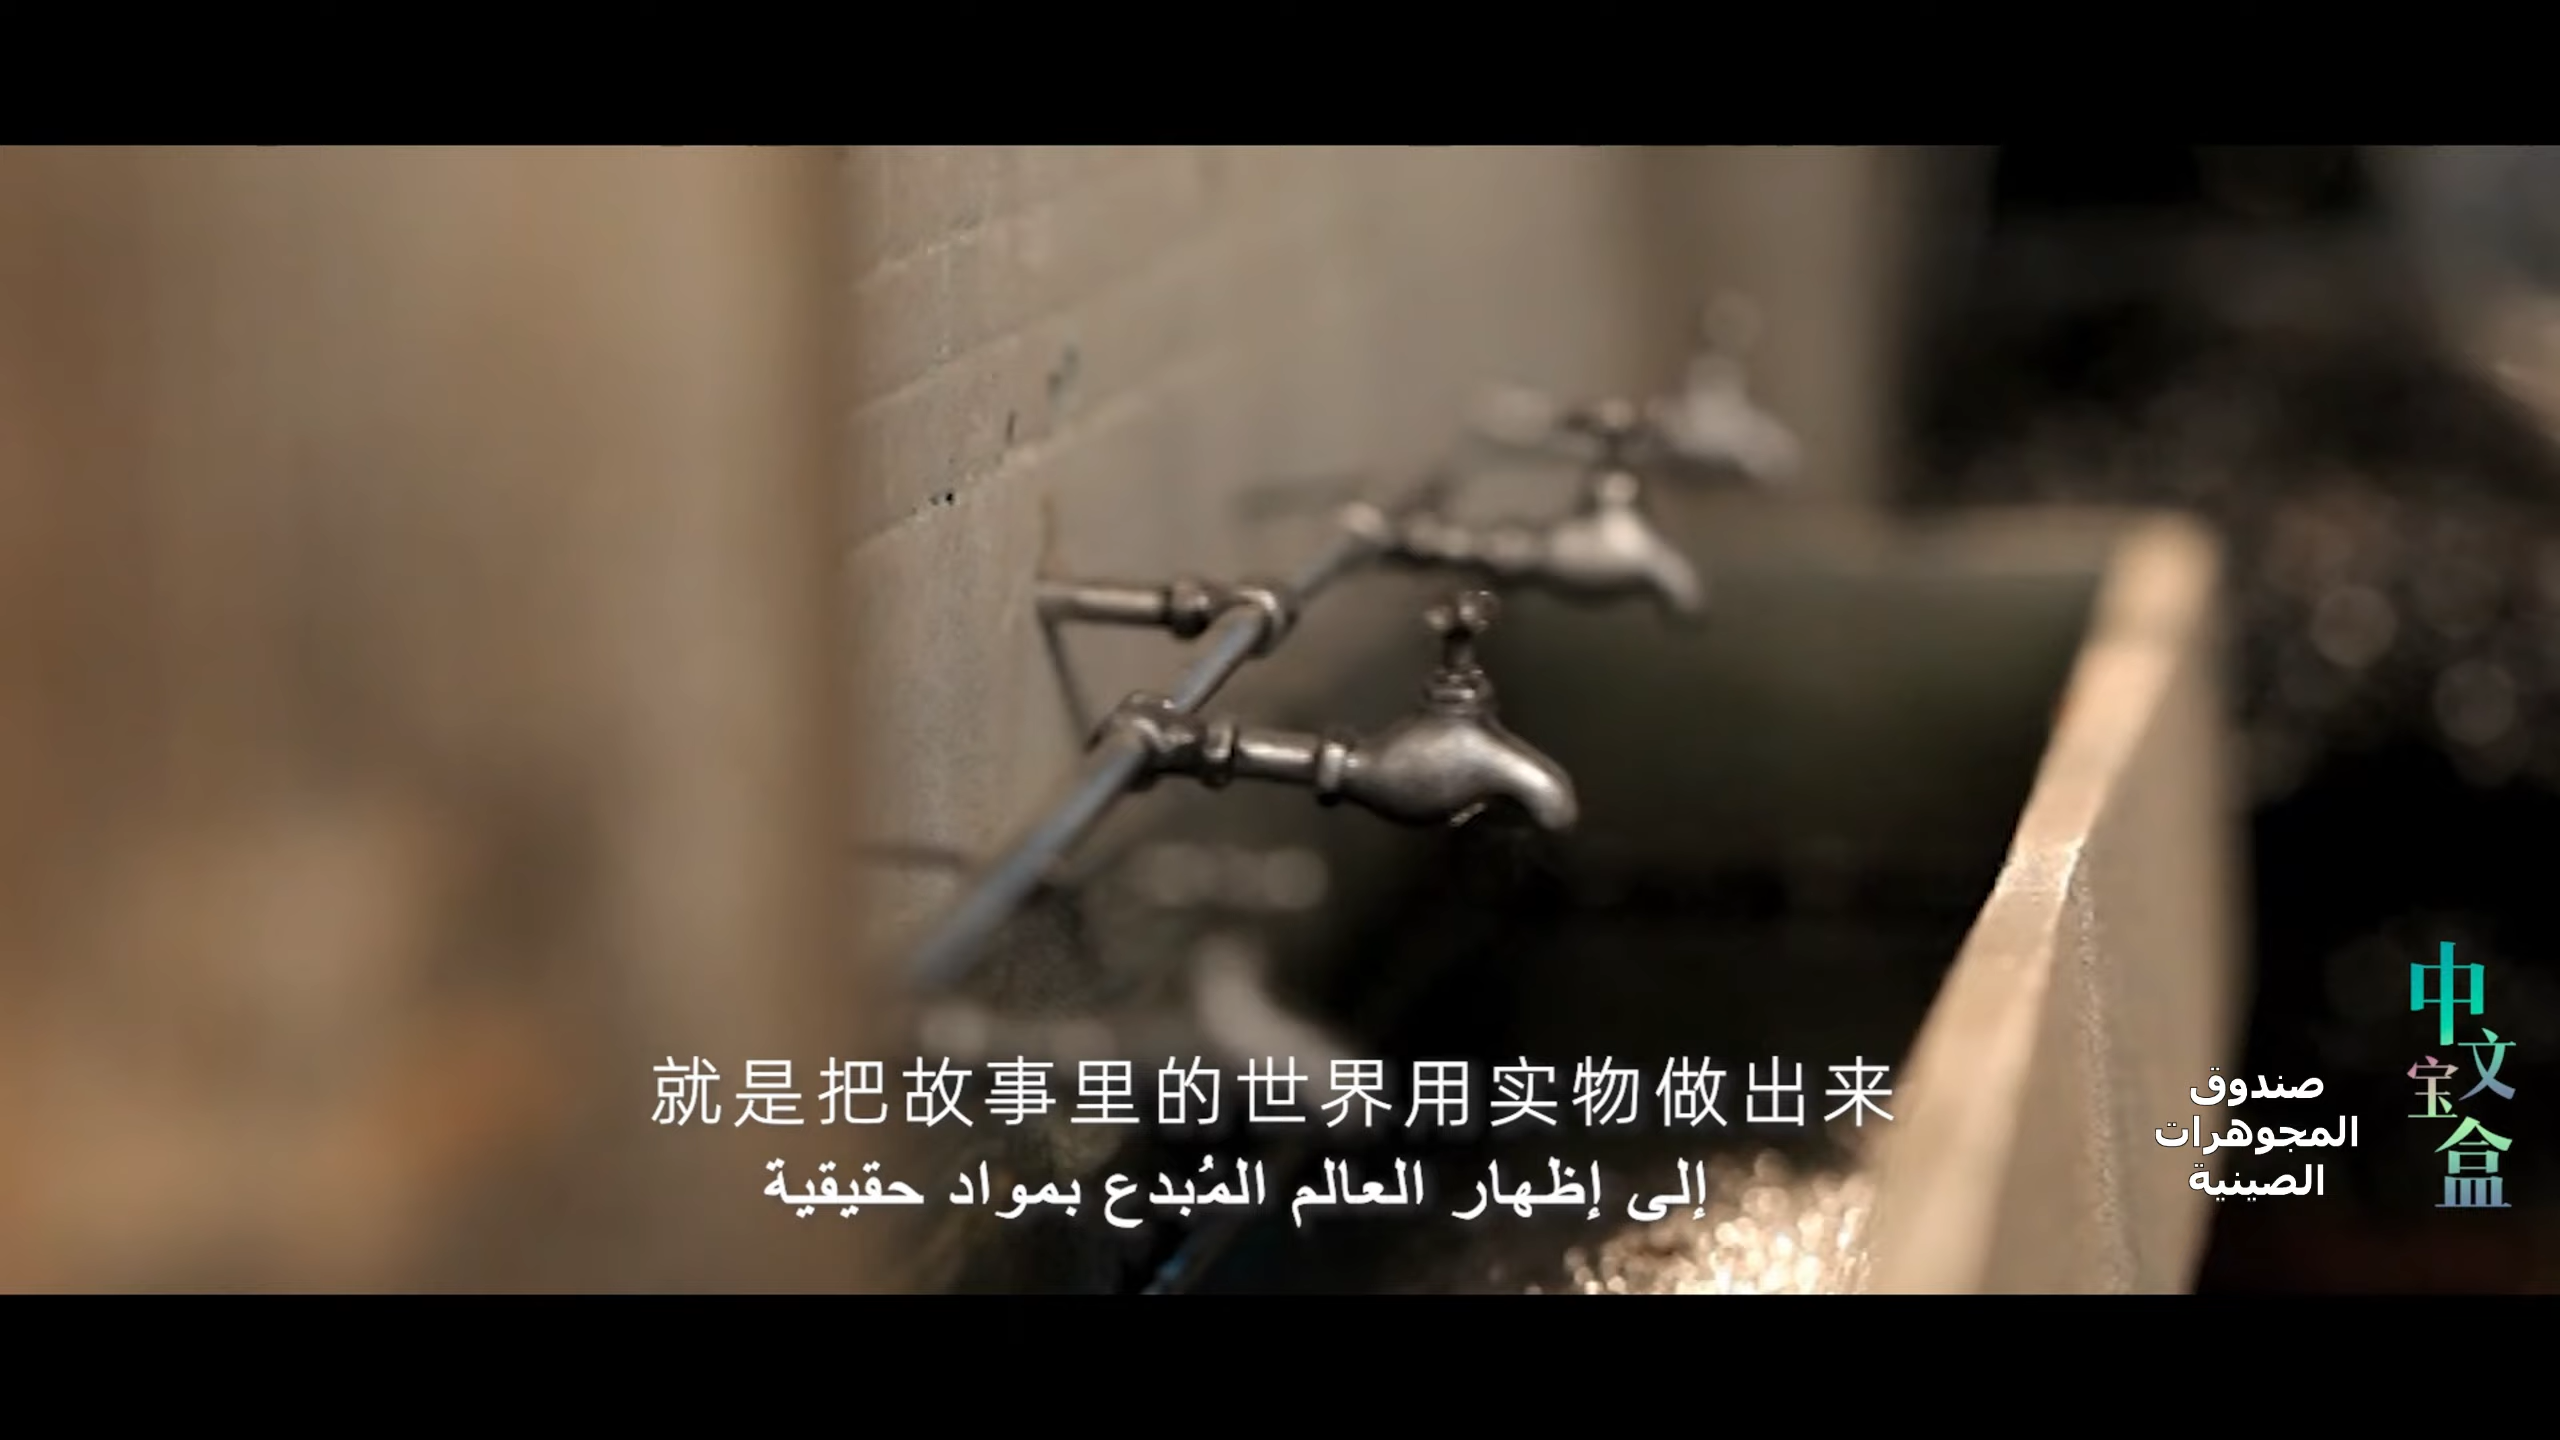 就是把故事里的世界用实物做出来
إلى إظهار العالم المُبدع بمواد حقيقية
صندوق
المجوهرات
الصينية
中文宝盒